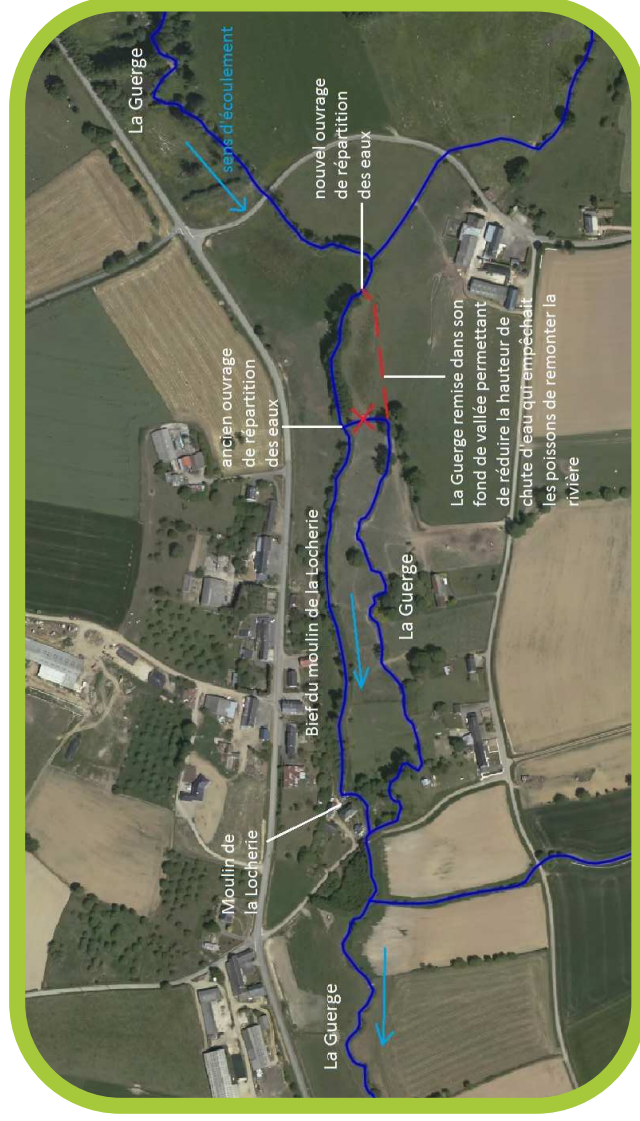 La Guerge
sens d'écoulement
nouvel ouvrage
de répartition
des eaux
ancien ouvrage
de répartition
des eaux
La Guerge remise dans son
fond de vallée permettant
de réduire la hauteur de
chute d'eau qui empêchait
les poissons de remonter la
rivière
Bief du moulin de la Locherie
La Guerge
Moulin de
la Locherie
La Guerge